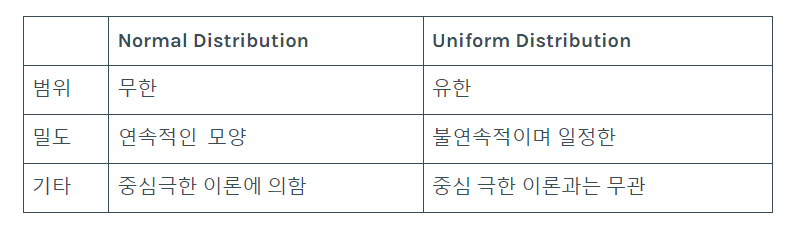 Normal Distribution Uniform Distribution
범위 무한 유한
밀도 연속적인 모양 불연속적이며 일정한
기타 중심극한 이론에 의함 중심 극한 이론과는 무관